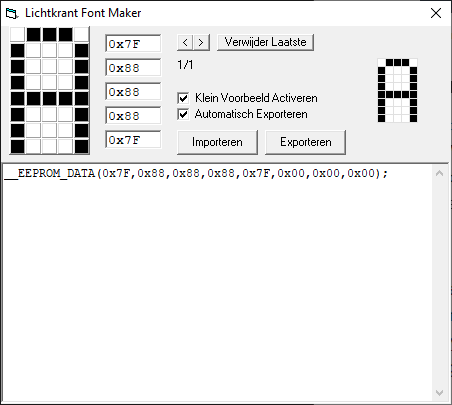 Lichtkrant Font Maker
0x7F
0x88
0x88
0x88
0x7F
< > Verwijder Laatste
1/1
Klein Voorbeeld Activeren
Automatisch Exporteren
Importeren Exporteren
__EEPROM_DATA(0x7F,0x88,0x88,0x88,0x7F,0x00,0x00,0x00);